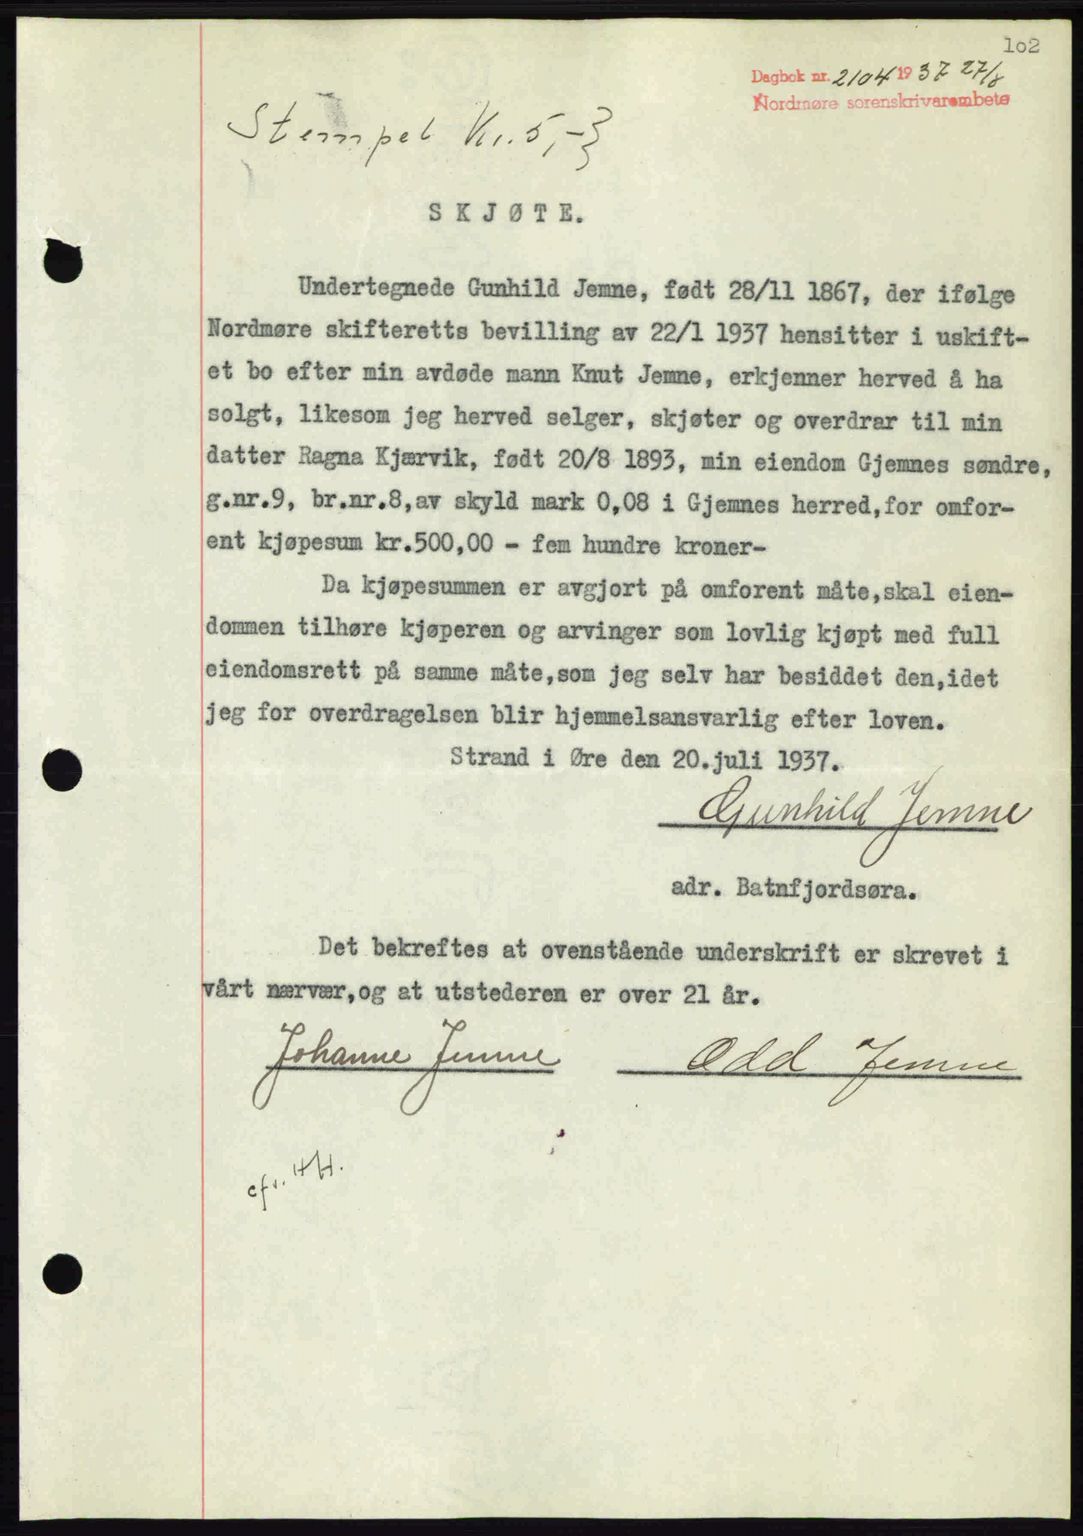 102
Dagbok nr. 2104 1937 27/8
Nordmøre sorenskriverembete
Stempel Kr. 5,-
SKJØTE.
Undertegnede Gunhild Jemne, født 28/11 1867, der ifølge
Nordmøre skifteretts bevilling av 22/1 1937 hensitter i uskift-
et bo efter min avdøde mann Knut Jemne, erkjenner herved å ha
solgt, likesom jeg herved selger, skjøter og overdrar til min
datter Ragna Kjærvik, født 20/8 1893, min eiendom Gjemnes søndre,
g.nr.9, br.nr.8,av skyld mark 0,08 i Gjemnes herred,for omfor-
ent kjøpesum kr.500,00 - fem hundre kroner-
Da kjøpesummen er avgjort på omforent måte,skal eien-
dommen tilhøre kjøperen og arvinger som lovlig kjøpt med full
eiendomsrett på samme måte,som jeg selv har besiddet den,idet
jeg for overdragelsen blir hjemmelsansvarlig efter loven.
Strand i Øre den 20.juli 1937.
Gunhild Jemne
adr. Batnfjordsøra.
Det bekreftes at ovenstående underskrift er skrevet i
vårt nærvær,og at utstederen er over 21 år.
Johanne Jemne Odd Jemne